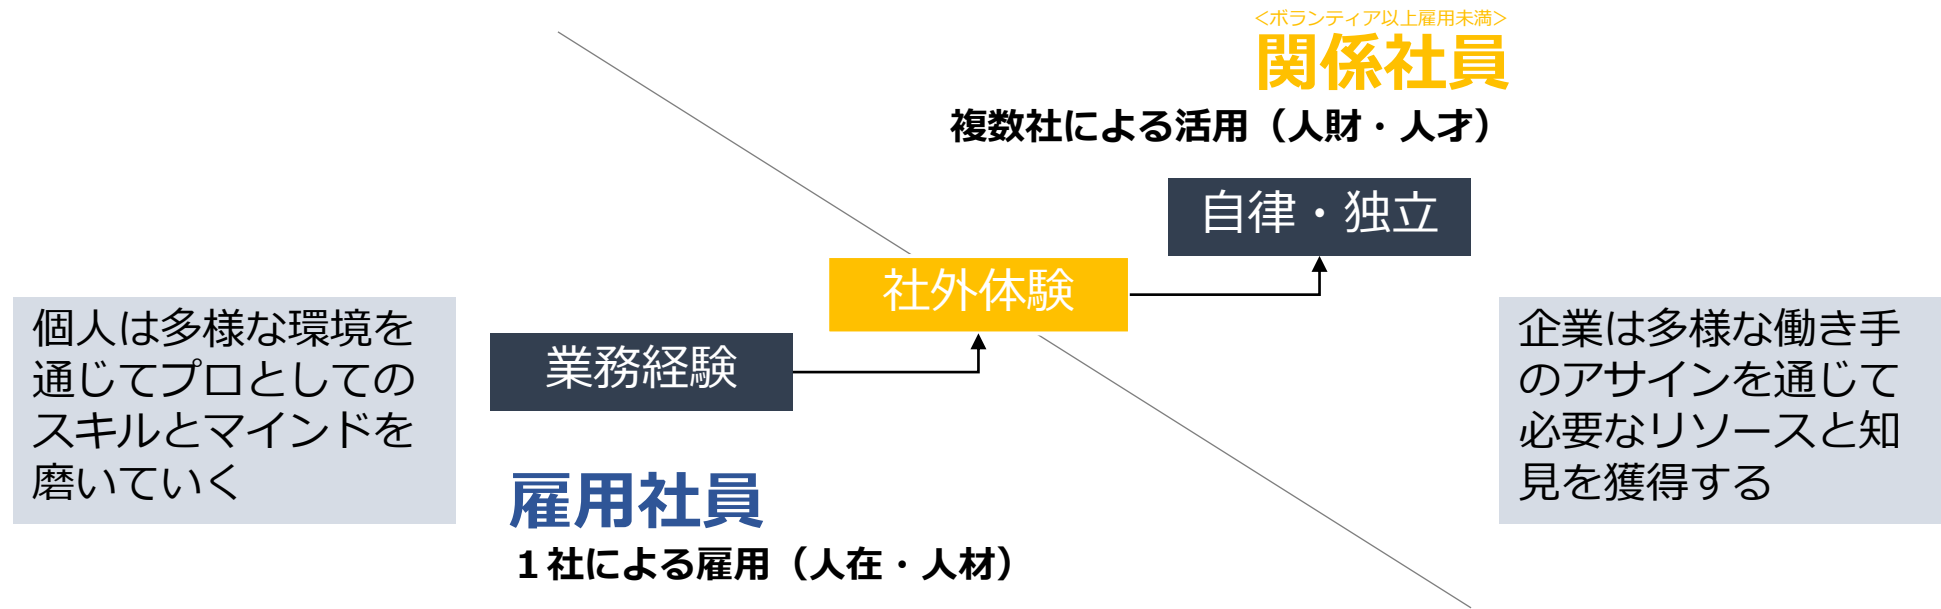 ＜ボランティア以上雇用未満＞
関係社員
複数社による活用（人財・人才）
自律・独立
社外体験
業務経験
個人は多様な環境を
通じてプロとしての
スキルとマインドを
磨いていく
企業は多様な働き手
のアサインを通じて
必要なリソースと知
見を獲得する
雇用社員
１社による雇用（人在・人材）